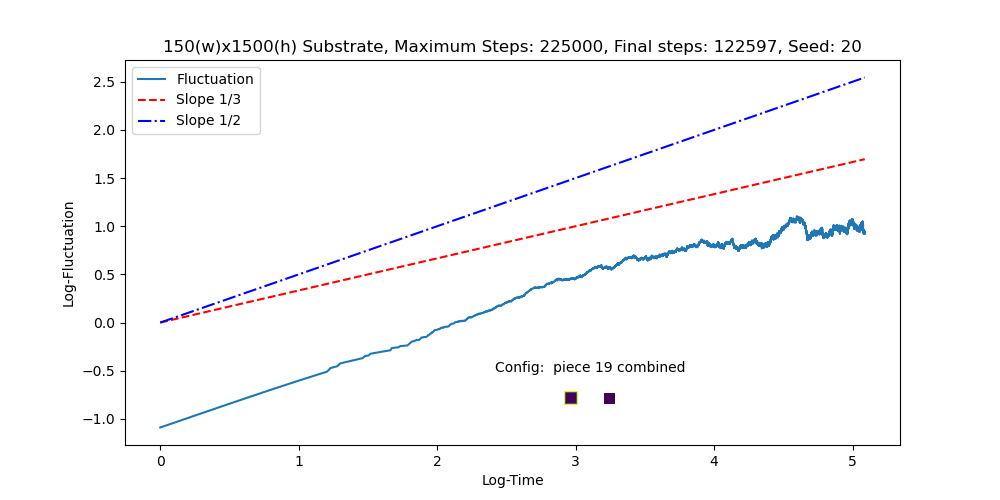 150(w)x1500(h) Substrate, Maximum Steps: 225000, Final steps: 122597, Seed: 20
Fluctuation
Slope 1/3
Slope 1/2
2.5
2.0
1.5
1.0
0.5
0.0
−0.5
−1.0
Log-Fluctuation
Config:  piece 19 combined
0
1
2
3
4
5
Log-Time